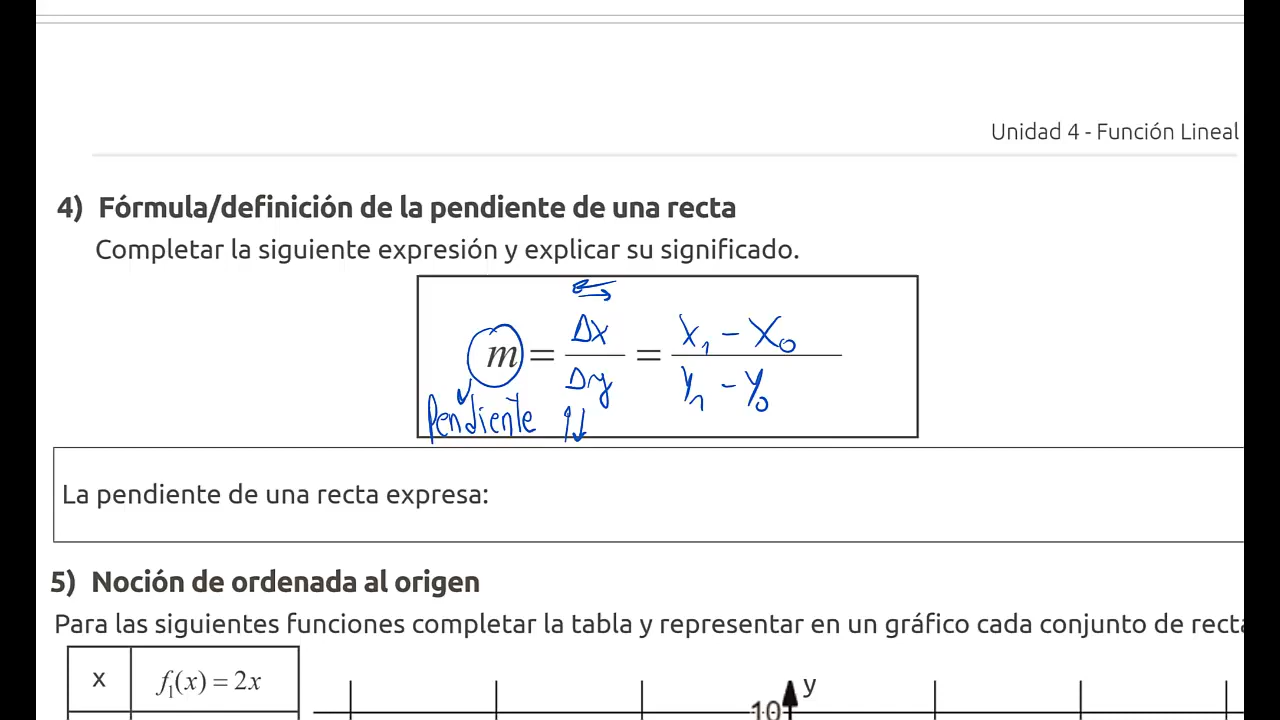 Unidad 4 - Función Lineal
4) Fórmula/definición de la pendiente de una recta
Completar la siguiente expresión y explicar su significado.
m = Δx / Δy = X₁ - X₀ / Y₁ - Y₀
Pendiente
La pendiente de una recta expresa:
5) Noción de ordenada al origen
Para las siguientes funciones completar la tabla y representar en un gráfico cada conjunto de recta
x f₁(x) = 2x
y
10